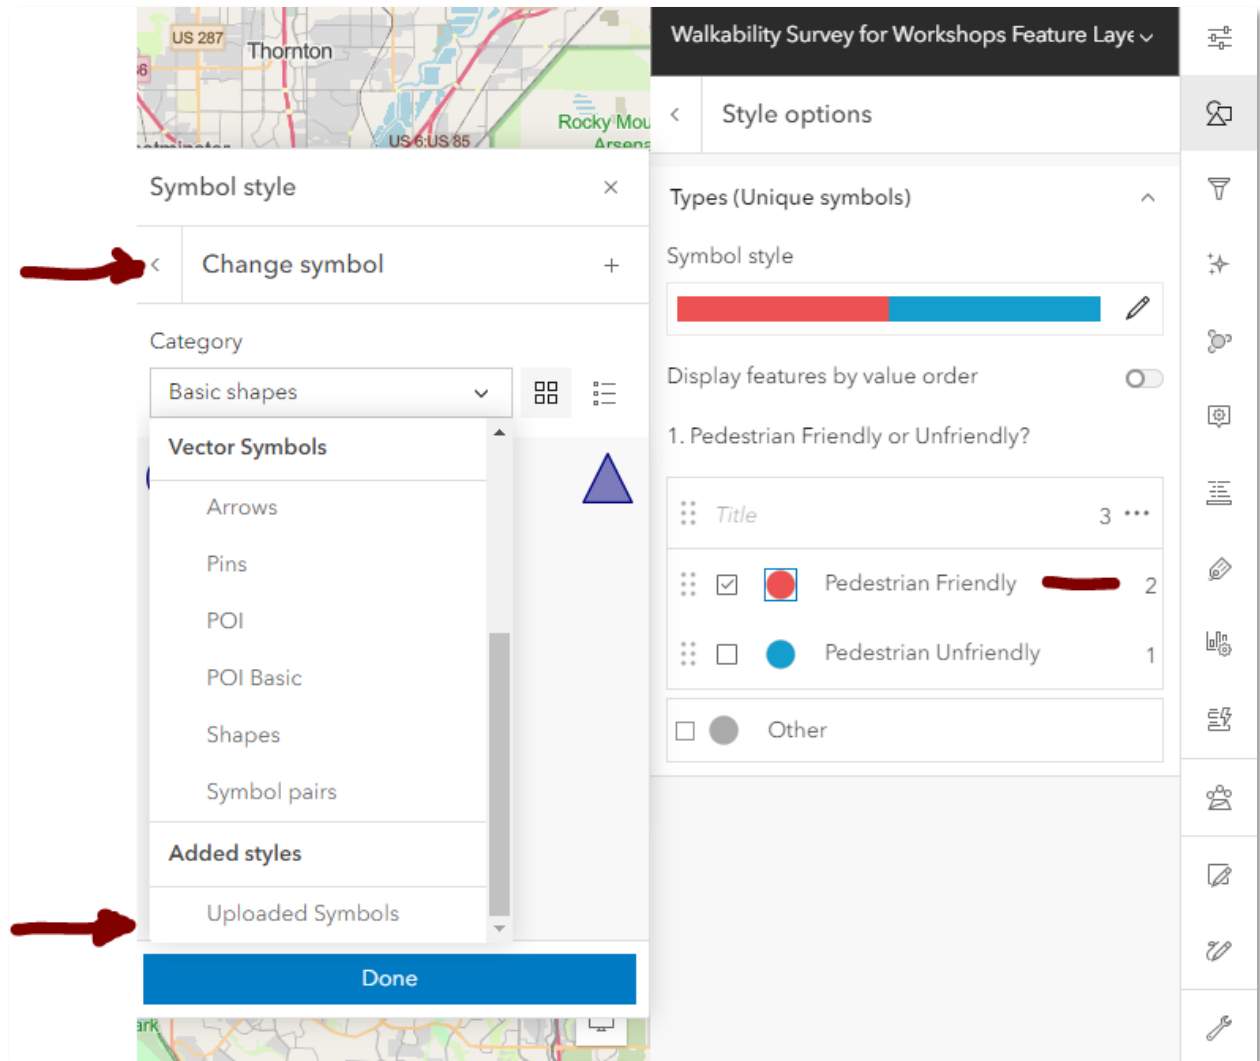 US 287
Thornton
36
Rocky Mou
Arsena
US 6;US 85
Symbol style
Change symbol
Category
Basic shapes
Vector Symbols
Arrows
Pins
POI
POI Basic
Shapes
Symbol pairs
Added styles
Uploaded Symbols
Done
ark
Walkability Survey for Workshops Feature Laye
Style options
Types (Unique symbols)
Symbol style
Display features by value order
1. Pedestrian Friendly or Unfriendly?
Title 3
Pedestrian Friendly 2
Pedestrian Unfriendly 1
Other